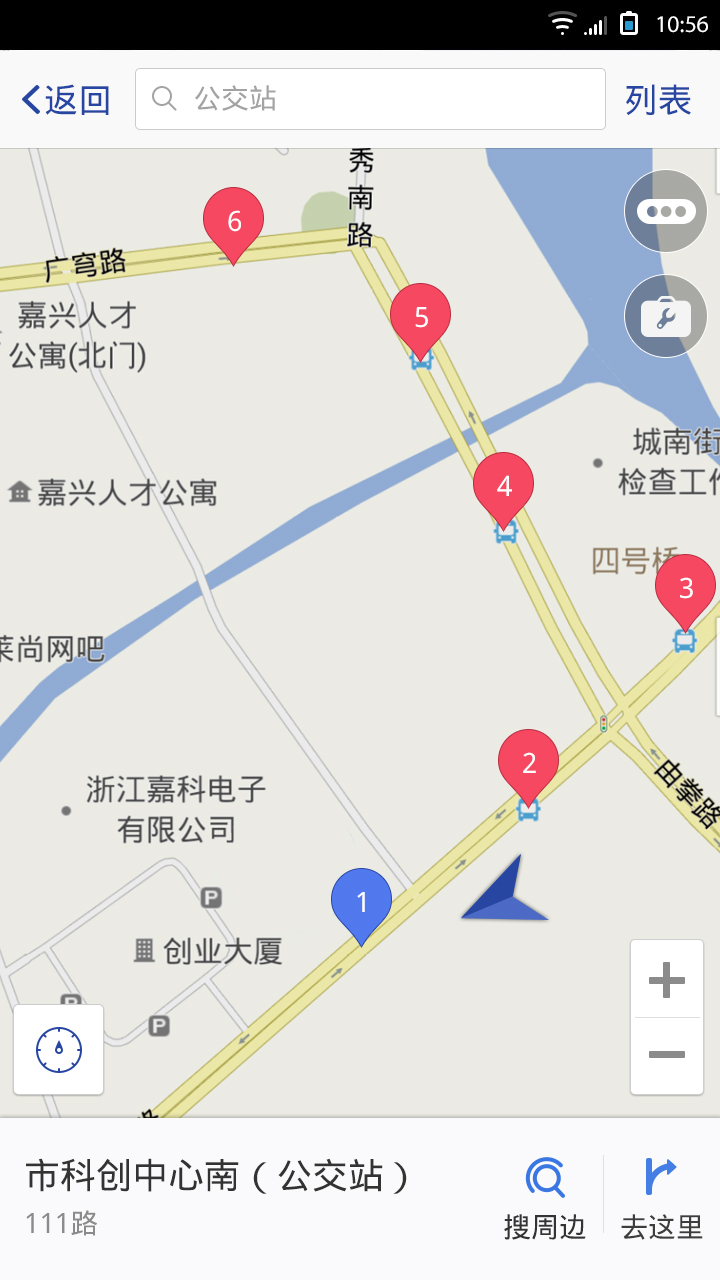 10:56
返回
公交站
列表
秀南路
6
广穹路
5
嘉兴人才
公寓(北门)
城南街
检查工作
4
嘉兴人才公寓
四号桥
3
莱尚网吧
2
由拳路
浙江嘉科电子
有限公司
P
1
创业大厦
P
P
路
市科创中心南（公交站）
111路
搜周边
去这里